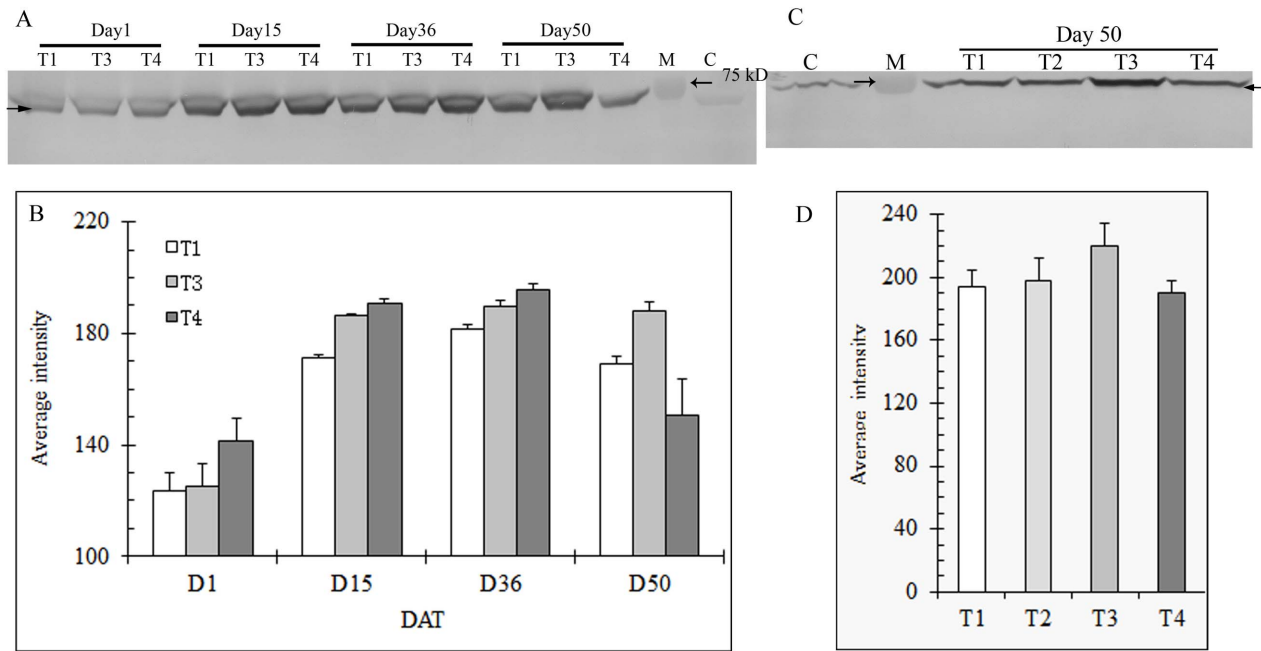 A
Day1 Day15 Day36 Day50
T1 T3 T4 T1 T3 T4 T1 T3 T4 T1 T3 T4 M C
75 kD
C
Day 50
C M T1 T2 T3 T4
B
220
180
140
100
Average intensity
T1
T3
T4
D1 D15 D36 D50
DAT
D
240
200
160
120
80
40
0
Average intensity
T1 T2 T3 T4